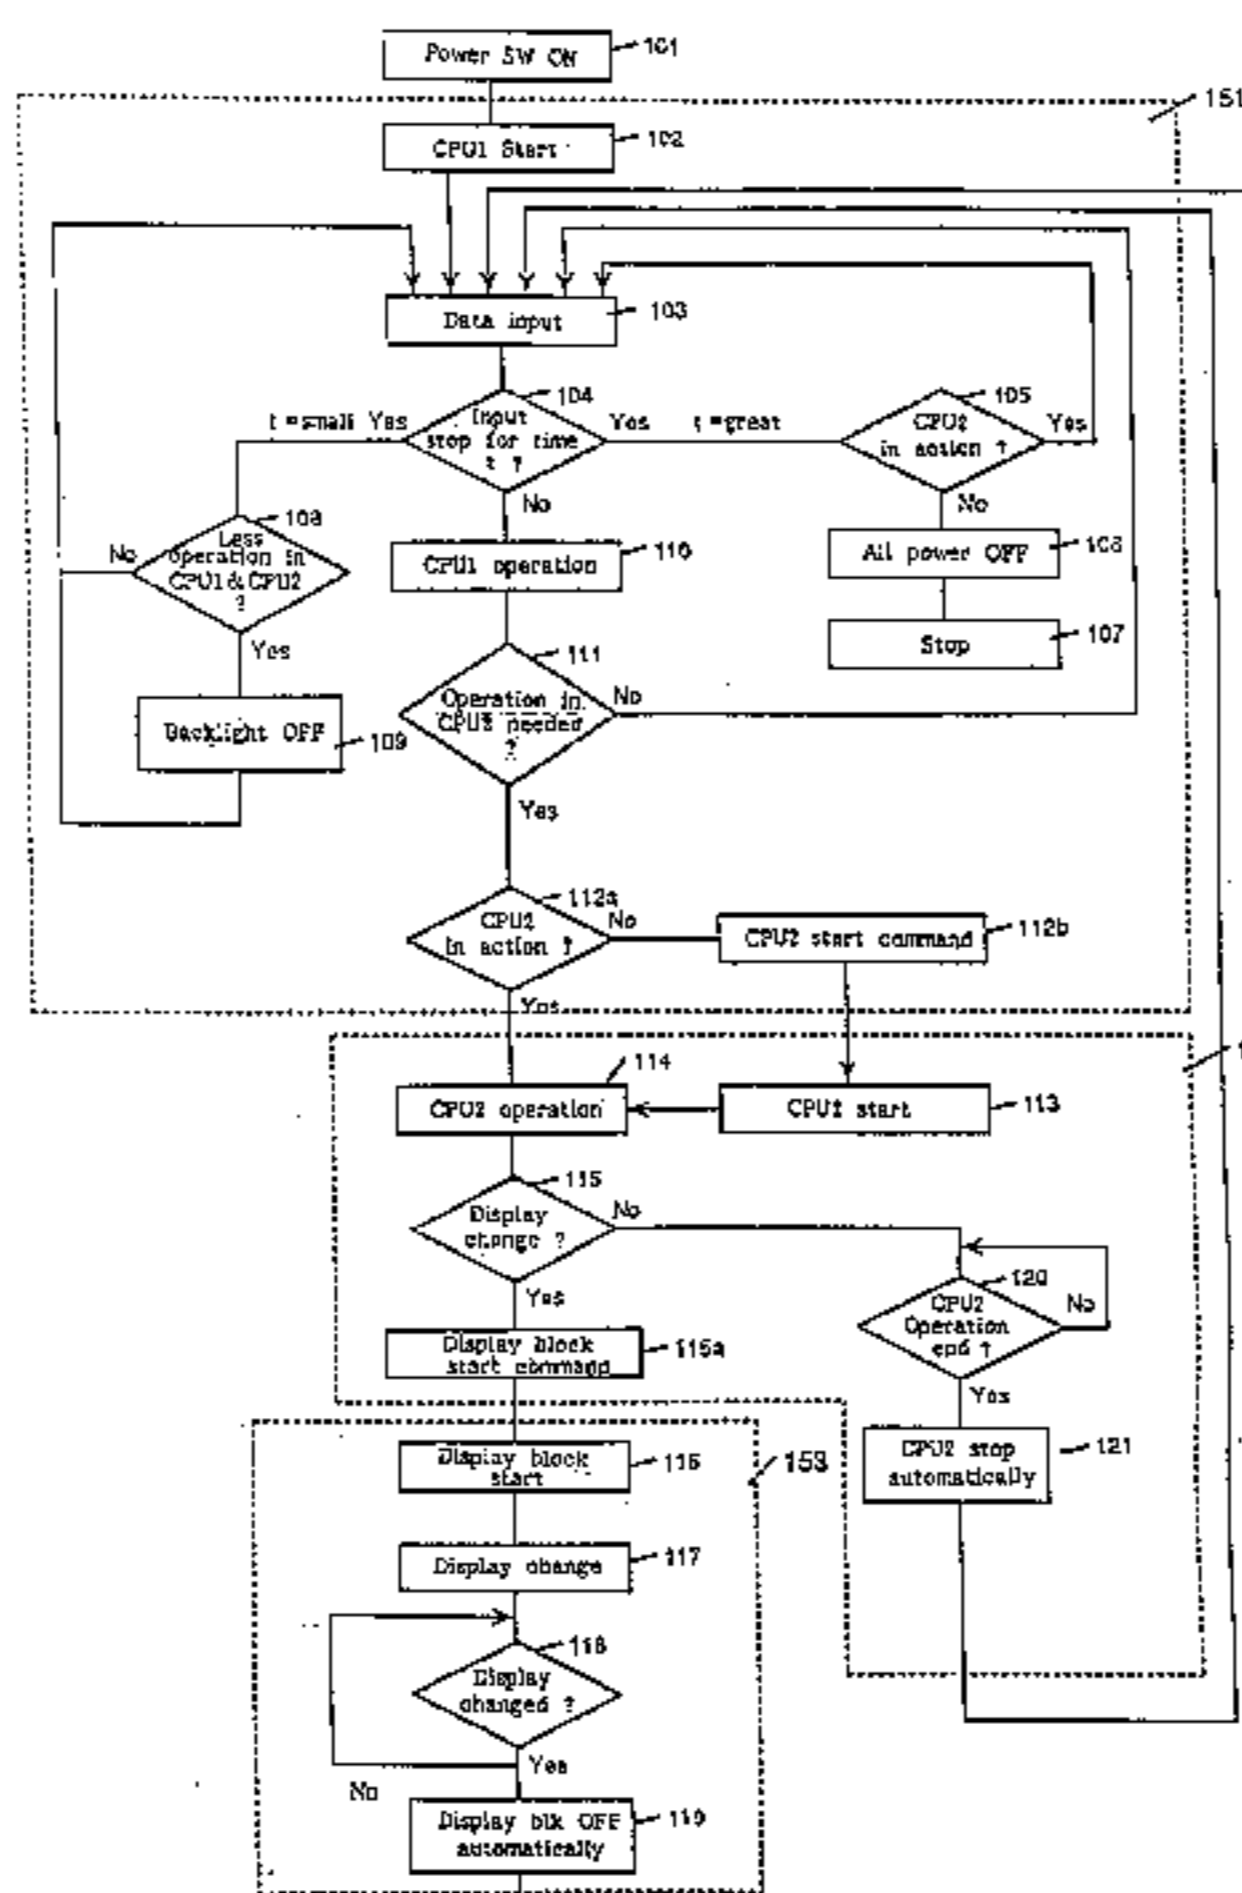 Power SW ON
101
151
CPU1 Start
102
Data input
103
104
Input
stop for time
t ?
t=small
Yes
Yes
t=great
No
105
CPU2
in action ?
Yes
No
108
Less
operation in
CPU1&CPU2
?
No
Yes
CPU1 operation
110
All power OFF
106
Stop
107
111
Operation in
CPU2 needed
?
No
Yes
Backlight OFF
109
112a
CPU2
in action ?
No
Yes
CPU2 start command
112b
114
CPU2 operation
CPU2 start
113
115
Display
change ?
No
Yes
120
CPU2
Operation
end ?
No
Yes
Display block
start command
115a
Display block
start
116
153
CPU2 stop
automatically
121
Display change
117
118
Display
changed ?
Yes
No
Display blk OFF
automatically
119